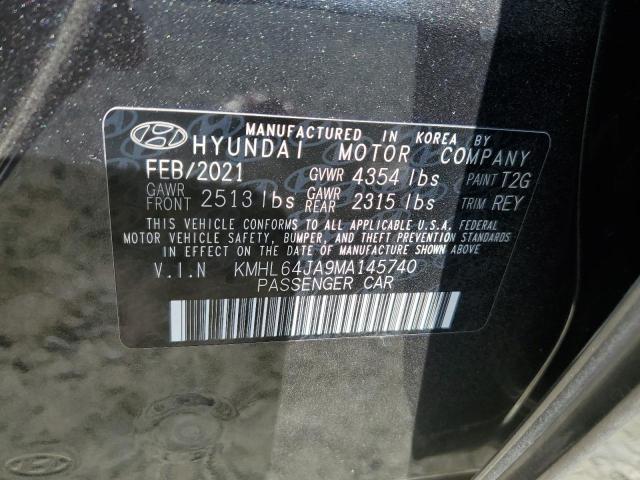 MANUFACTURED IN KOREA BY
HYUNDAI MOTOR COMPANY
FEB/2021 GVWR 4354 lbs PAINT T2G
GAWR FRONT 2513 lbs GAWR REAR 2315 lbs TRIM REY
THIS VEHICLE CONFORMS TO ALL APPLICABLE U.S.A. FEDERAL
MOTOR VEHICLE SAFETY, BUMPER, AND THEFT PREVENTION STANDARDS
IN EFFECT ON THE DATE OF MANUFACTURE SHOWN ABOVE
V.I.N KMHL64JA9MA145740
PASSENGER CAR